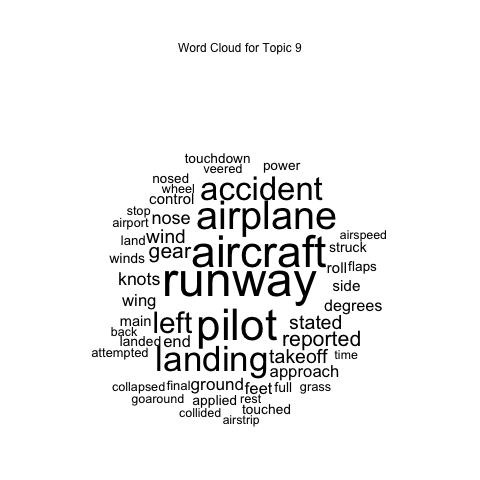 Word Cloud for Topic 9
touchdown
veered power
nosed
wheel accident
control
stop nose airplane
airport
land wind aircraft airspeed
gear struck
winds roll flaps
knots runway side
wing degrees
main left pilot stated
back
landed end reported
attempted landing takeoff time
approach
collapsed final ground feet full grass
goaround applied rest
collided touched
airstrip